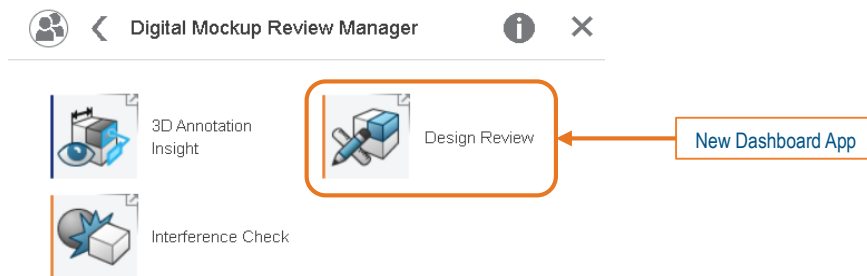 Digital Mockup Review Manager
3D Annotation
Insight
Design Review
New Dashboard App
Interference Check